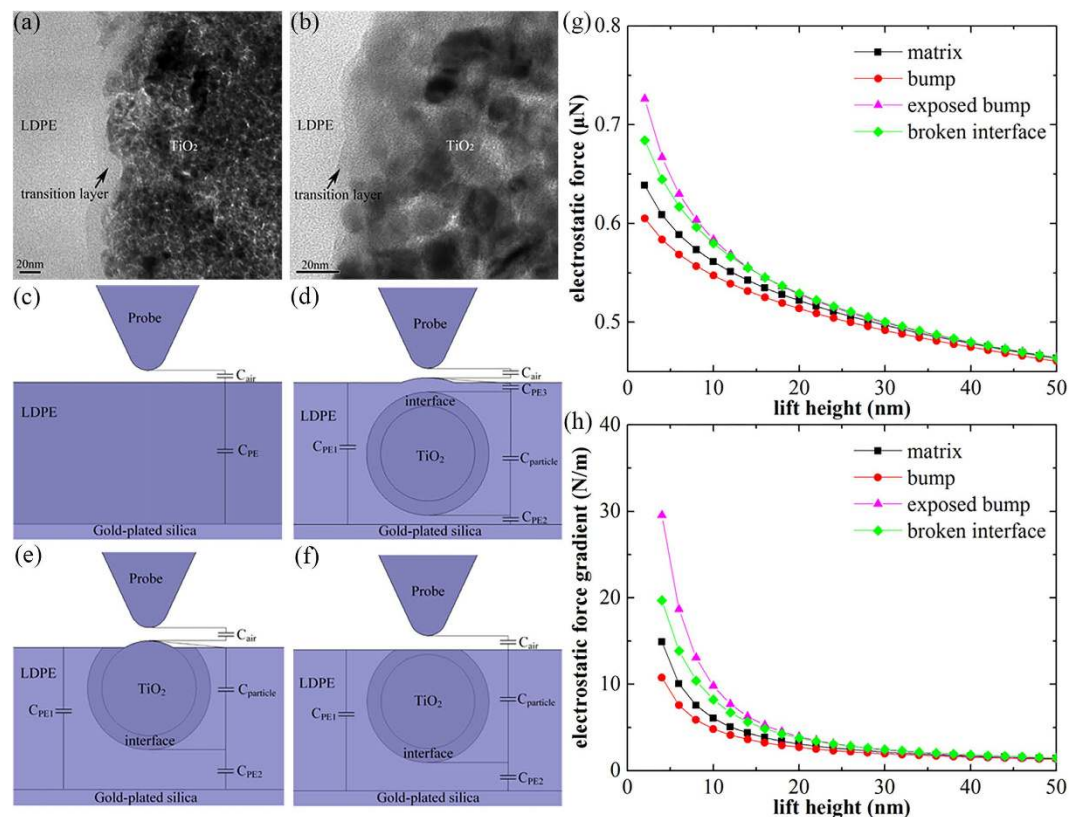 (a)
LDPE
TiO₂
transition layer
20nm
(b)
LDPE
TiO₂
transition layer
20nm
(c)
Probe
Cair
LDPE
CPE
Gold-plated silica
(d)
Probe
Cair
CPE3
interface
LDPE
CPE1
TiO₂
Cparticle
CPE2
Gold-plated silica
(e)
Probe
Cair
LDPE
TiO₂
Cparticle
CPE1
interface
CPE2
Gold-plated silica
(f)
Probe
Cair
LDPE
TiO₂
Cparticle
CPE1
interface
CPE2
Gold-plated silica
(g)
electrostatic force (μN)
0.8
0.7
0.6
0.5
matrix
bump
exposed bump
broken interface
0 10 20 30 40 50
lift height (nm)
(h)
electrostatic force gradient (N/m)
40
30
20
10
0
matrix
bump
exposed bump
broken interface
0 10 20 30 40 50
lift height (nm)